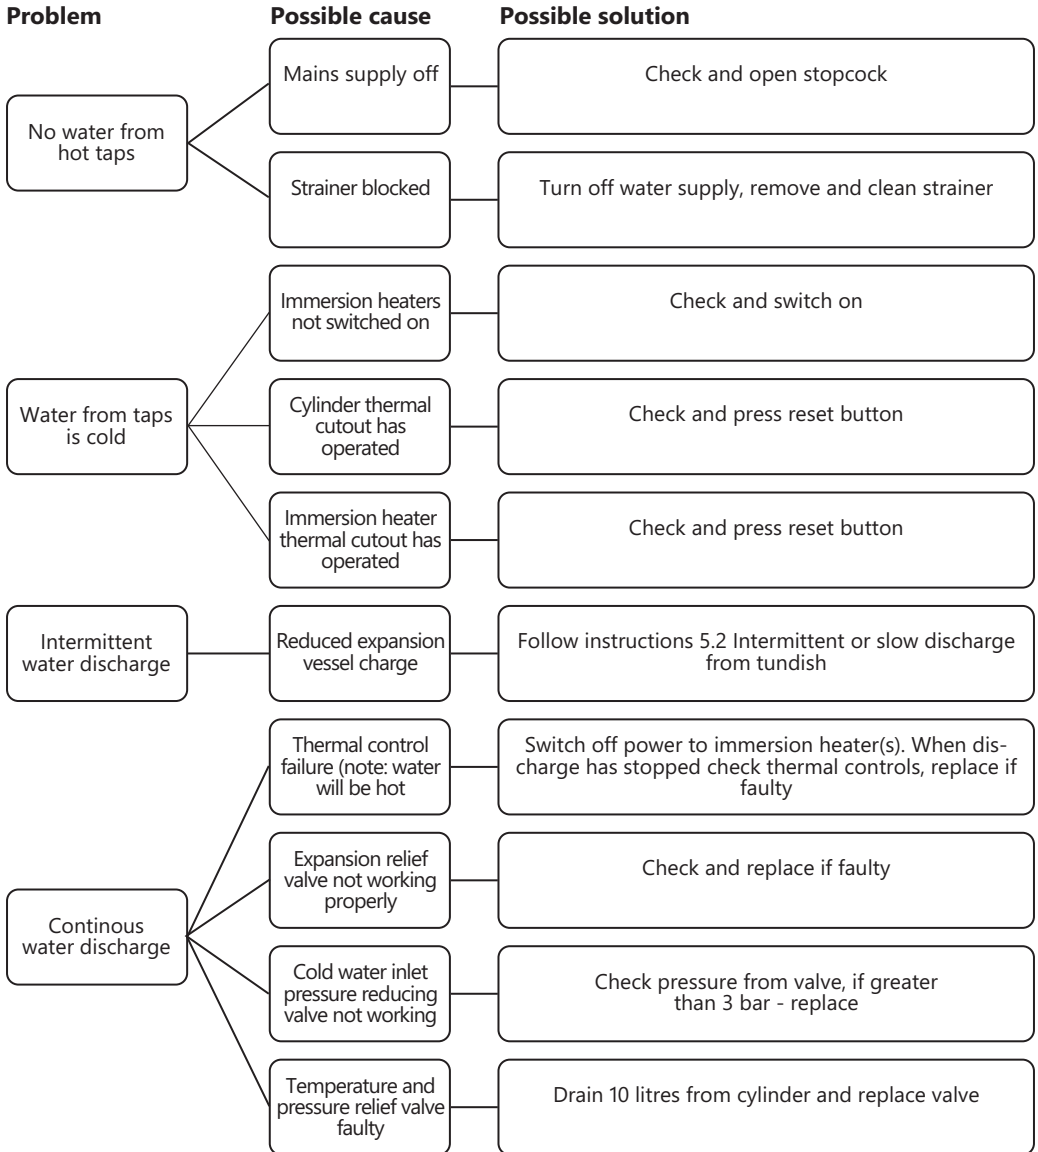 Problem
Possible cause
Possible solution
No water from
hot taps
Mains supply off
Check and open stopcock
Strainer blocked
Turn off water supply, remove and clean strainer
Water from taps
is cold
Immersion heaters
not switched on
Check and switch on
Cylinder thermal
cutout has
operated
Check and press reset button
Immersion heater
thermal cutout has
operated
Check and press reset button
Intermittent
water discharge
Reduced expansion
vessel charge
Follow instructions 5.2 Intermittent or slow discharge
from tundish
Continous
water discharge
Thermal control
failure (note: water
will be hot
Switch off power to immersion heater(s). When dis-
charge has stopped check thermal controls, replace if
faulty
Expansion relief
valve not working
properly
Check and replace if faulty
Cold water inlet
pressure reducing
valve not working
Check pressure from valve, if greater
than 3 bar - replace
Temperature and
pressure relief valve
faulty
Drain 10 litres from cylinder and replace valve